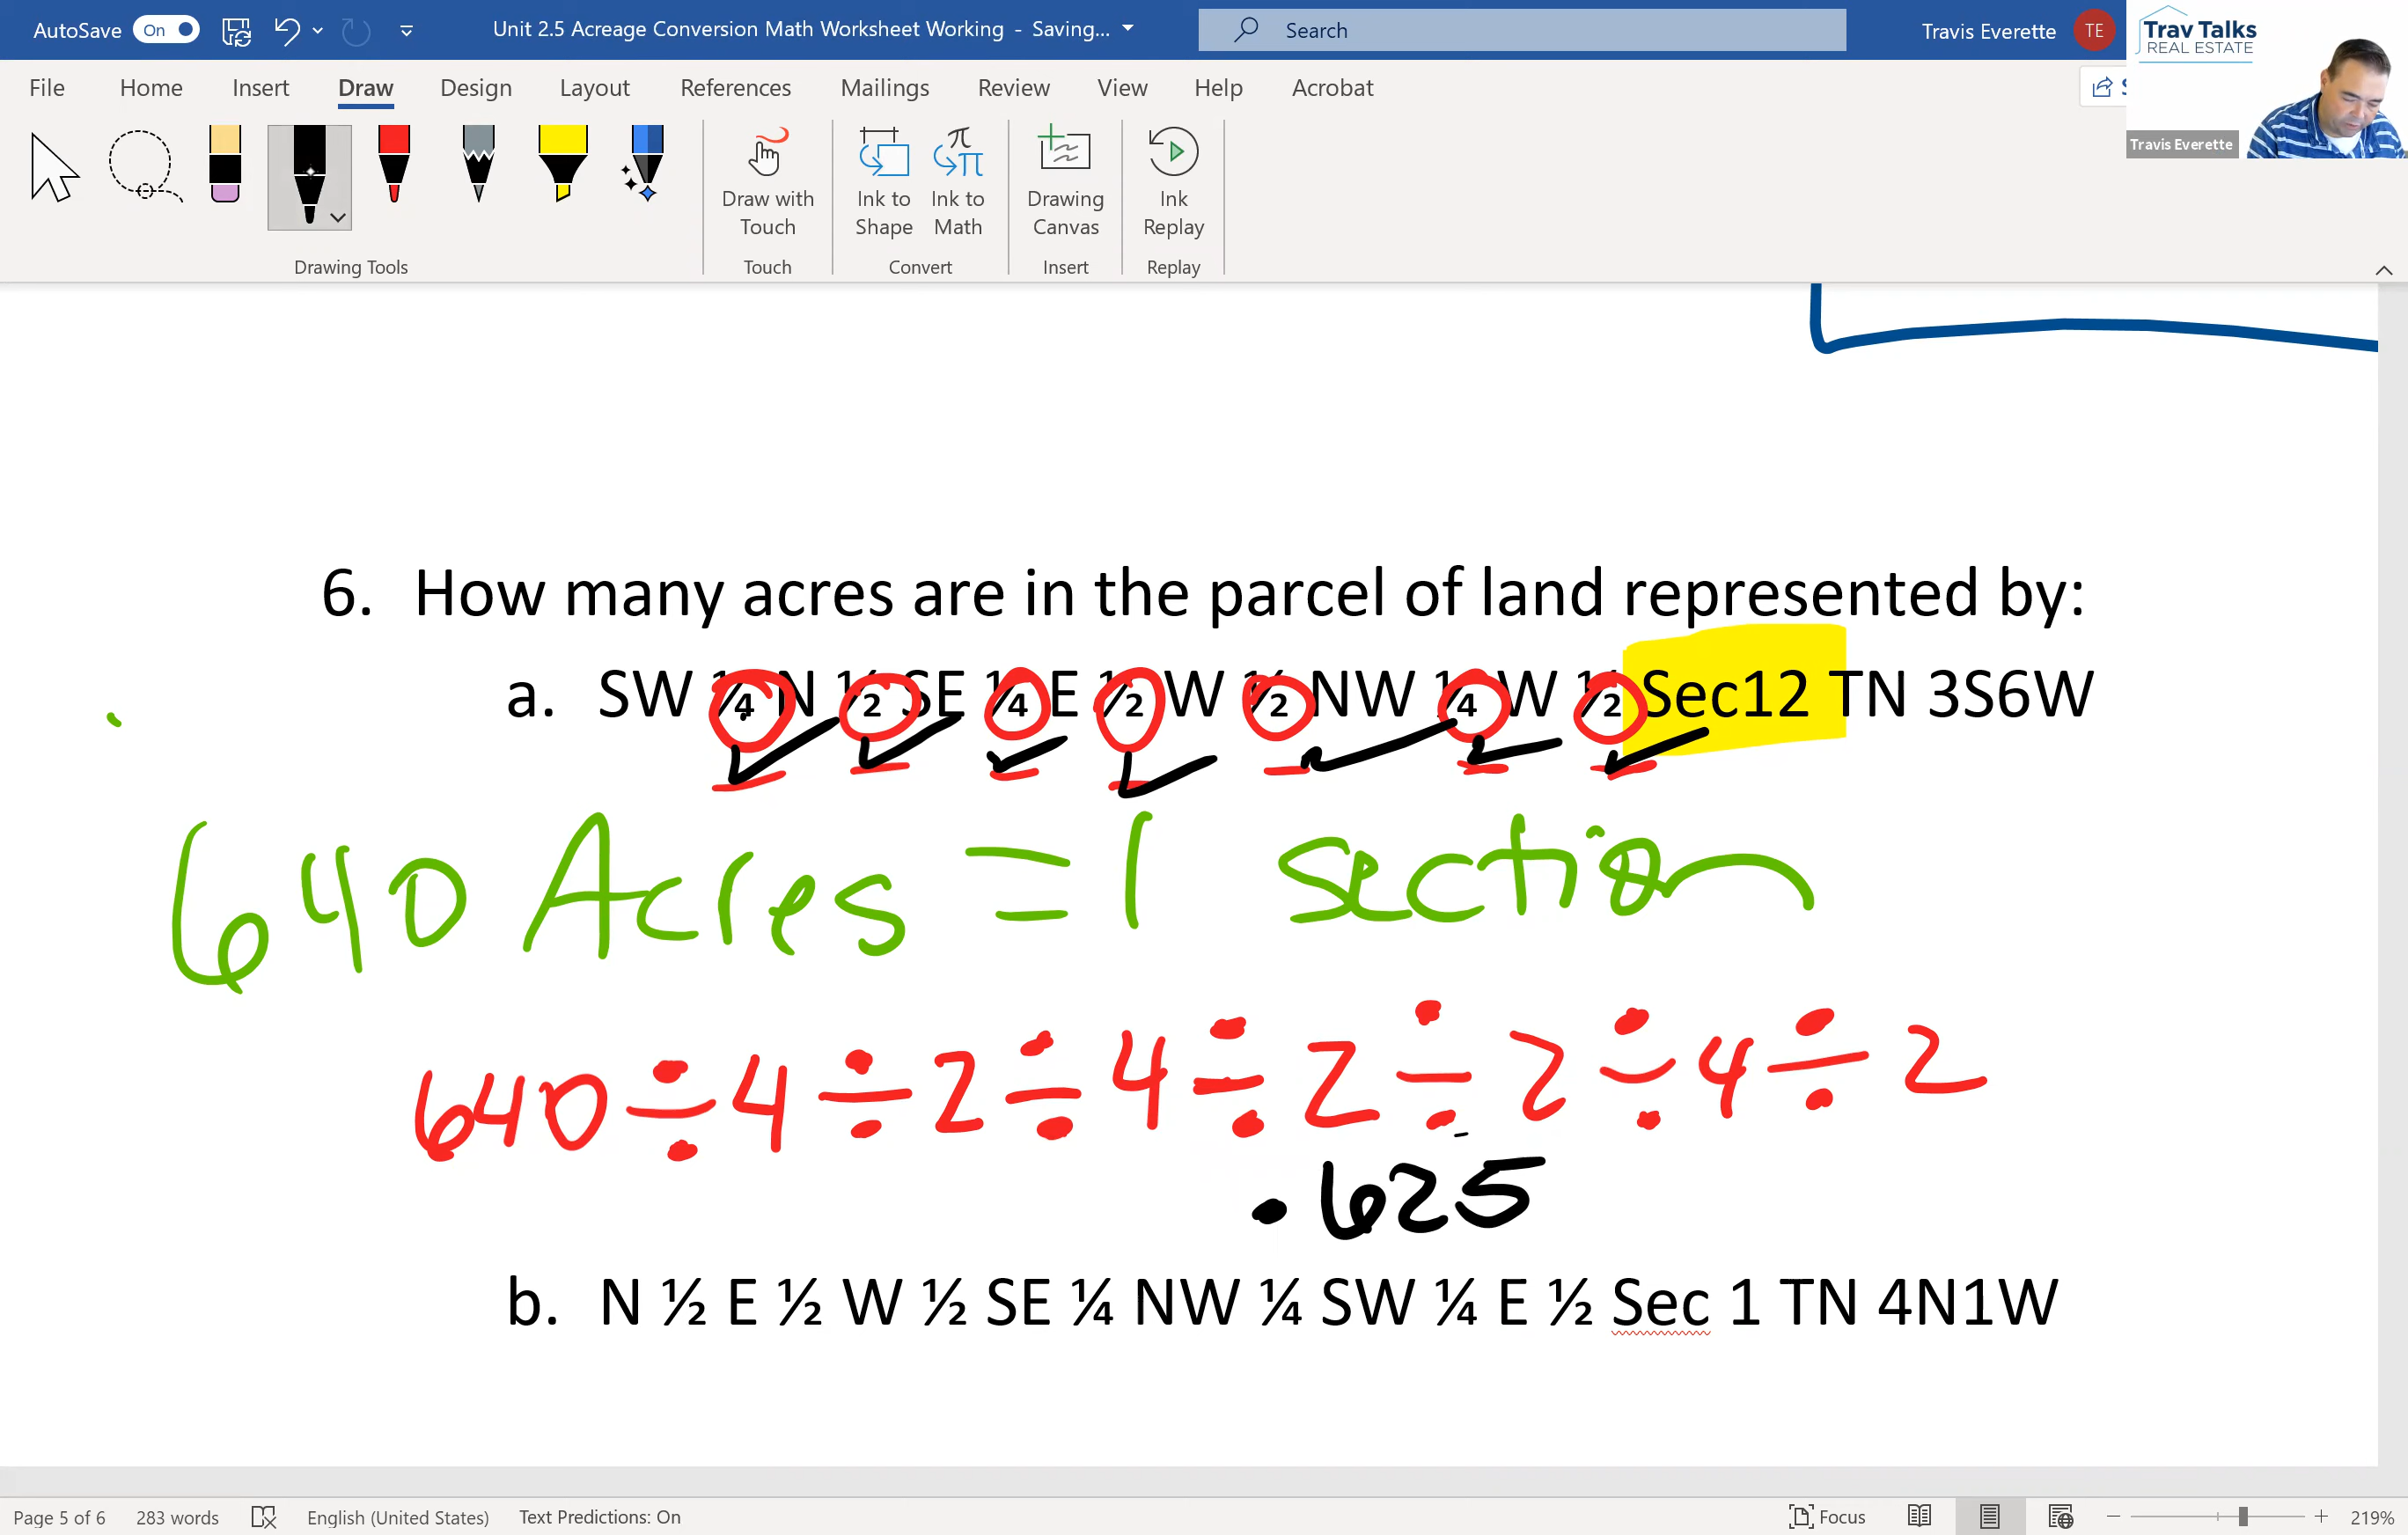 AutoSave On Unit 2.5 Acreage Conversion Math Worksheet Working - Saving... Search Travis Everette TE
Trav Talks
REAL ESTATE
Travis Everette
File Home Insert Draw Design Layout References Mailings Review View Help Acrobat
Draw with Touch
Ink to Shape
Ink to Math
Drawing Canvas
Ink Replay
Drawing Tools Touch Convert Insert Replay
6. How many acres are in the parcel of land represented by:
a. SW ¼ N ½ SE ¼ E ½ W ½ NW ¼ W ½ Sec12 TN 3S6W
640 Acres = 1 section
640 ÷ 4 ÷ 2 ÷ 4 ÷ 2 ÷ 2 ÷ 4 ÷ 2
.625
b. N ½ E ½ W ½ SE ¼ NW ¼ SW ¼ E ½ Sec 1 TN 4N1W
Page 5 of 6 283 words English (United States) Text Predictions: On Focus 219%